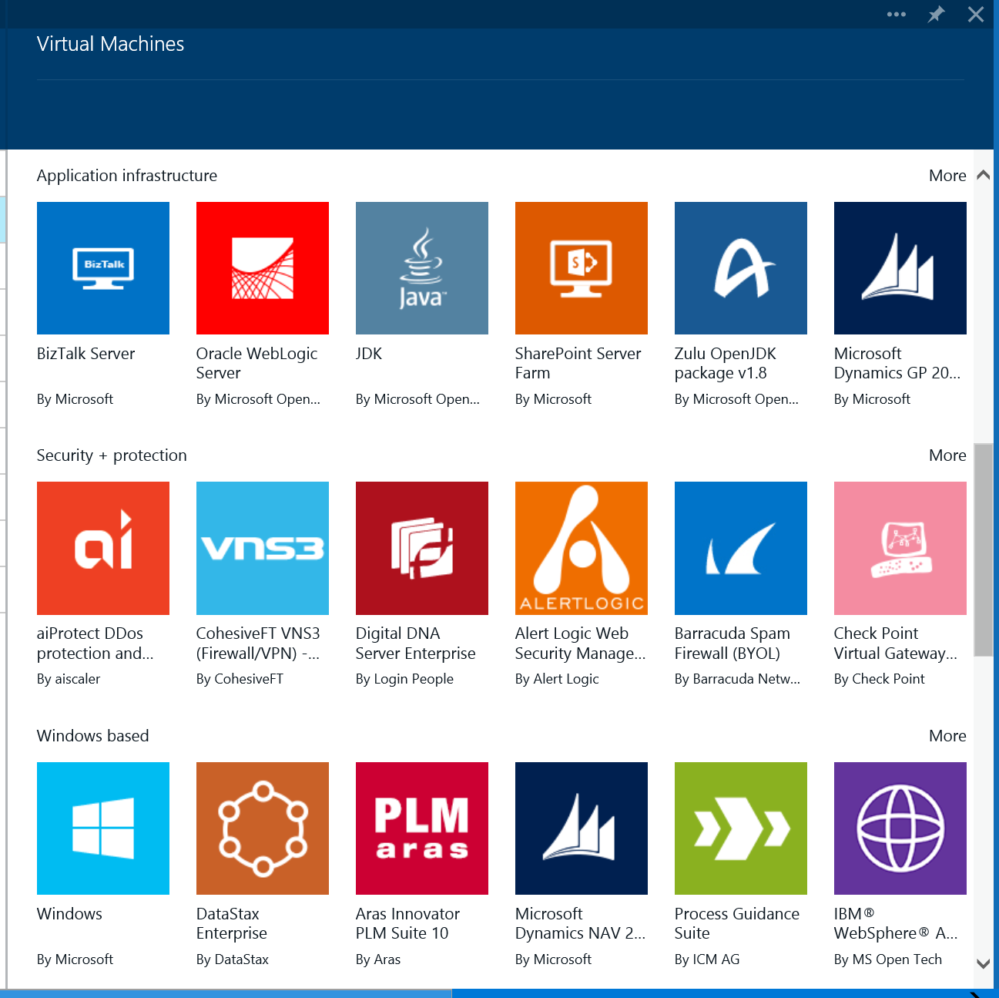 Virtual Machines
Application infrastructure
More
BizTalk
Java™
BizTalk Server
By Microsoft
Oracle WebLogic
Server
By Microsoft Open...
JDK
By Microsoft Open...
S
SharePoint Server
Farm
By Microsoft
Zulu OpenJDK
package v1.8
By Microsoft Open...
Microsoft
Dynamics GP 20...
By Microsoft
Security + protection
More
ai
vns3
ALERTLOGIC
aiProtect DDos
protection and...
By aiscaler
CohesiveFT VNS3
(Firewall/VPN) -...
By CohesiveFT
Digital DNA
Server Enterprise
By Login People
Alert Logic Web
Security Manage...
By Alert Logic
Barracuda Spam
Firewall (BYOL)
By Barracuda Netw...
Check Point
Virtual Gateway...
By Check Point
Windows based
More
PLM
aras
Windows
By Microsoft
DataStax
Enterprise
By DataStax
Aras Innovator
PLM Suite 10
By Aras
Microsoft
Dynamics NAV 2...
By Microsoft
Process Guidance
Suite
By ICM AG
IBM®
WebSphere® A...
By MS Open Tech